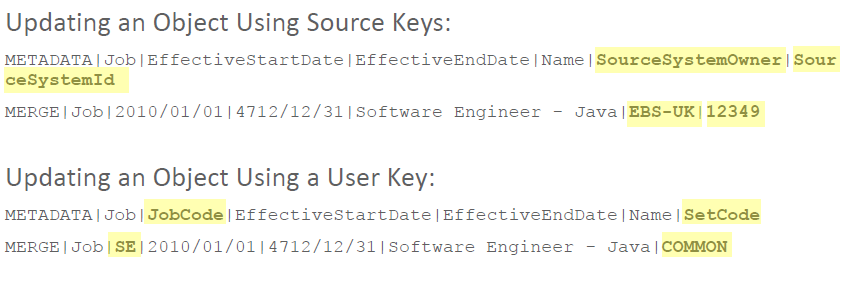 Updating an Object Using Source Keys:
METADATA|Job|EffectiveStartDate|EffectiveEndDate|Name|SourceSystemOwner|Sour
ceSystemId
MERGE|Job|2010/01/01|4712/12/31|Software Engineer – Java|EBS-UK|12349
Updating an Object Using a User Key:
METADATA|Job|JobCode|EffectiveStartDate|EffectiveEndDate|Name|SetCode
MERGE|Job|SE|2010/01/01|4712/12/31|Software Engineer – Java|COMMON